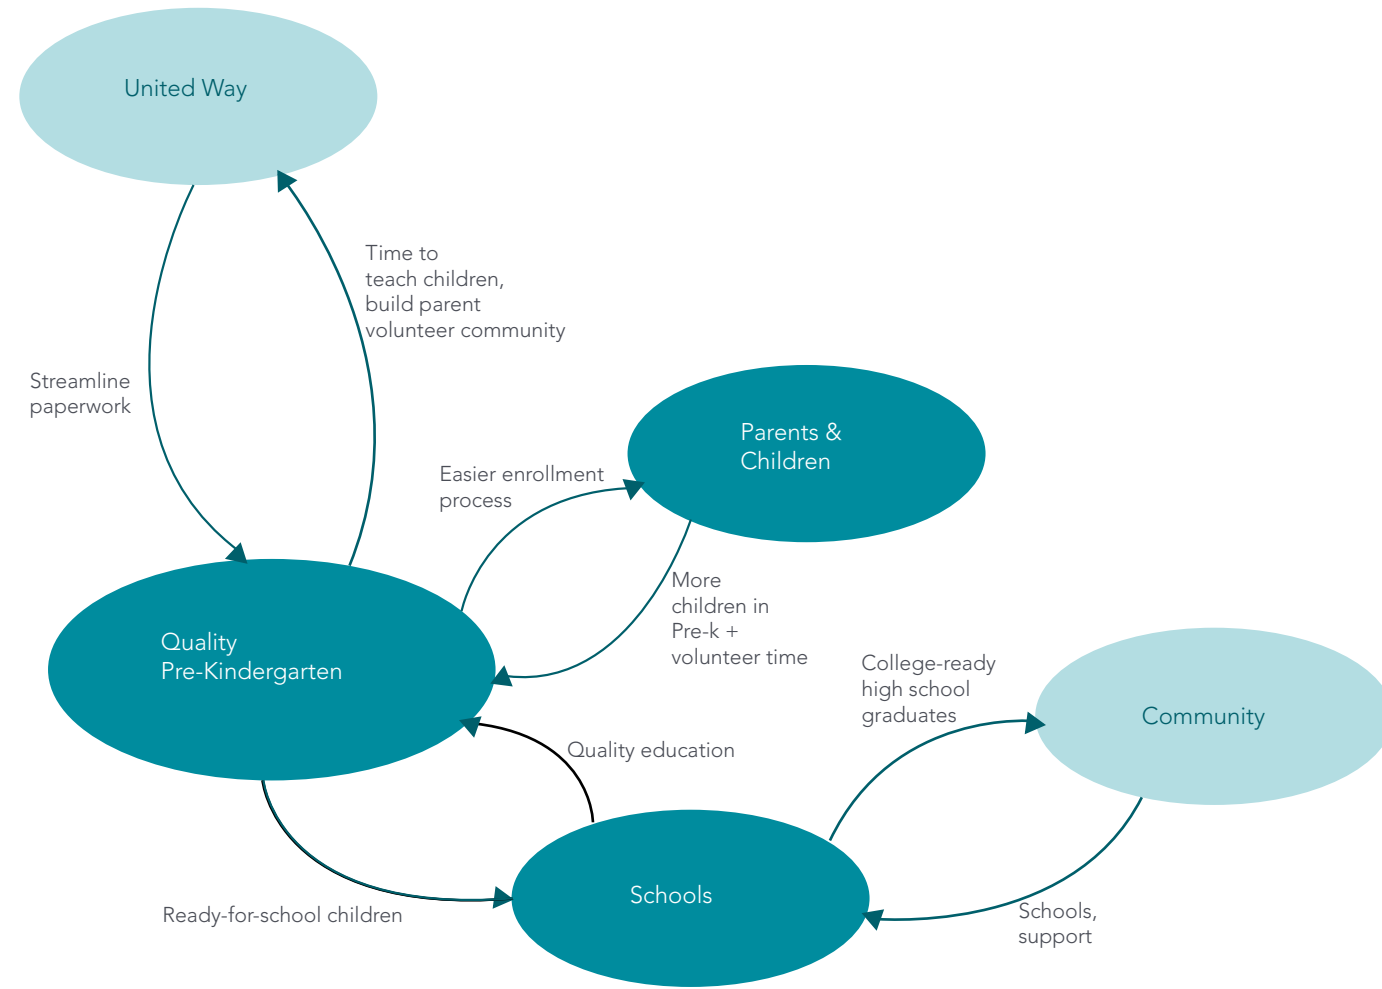 United Way
Time to
teach children,
build parent
volunteer community
Streamline
paperwork
Parents &
Children
Easier enrollment
process
More
children in
Pre-k +
volunteer time
Quality
Pre-Kindergarten
College-ready
high school
graduates
Community
Quality education
Schools
Ready-for-school children
Schools,
support